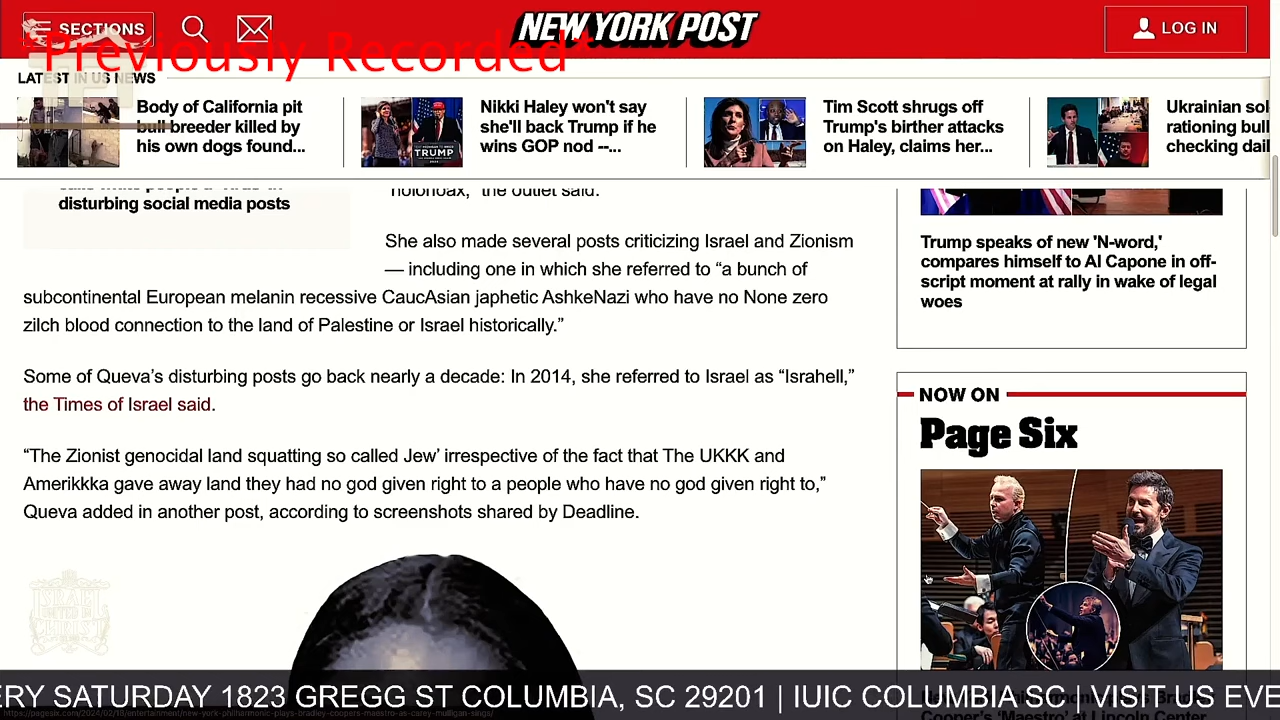 SECTIONS
NEW YORK POST
LOG IN
Previously Recorded*
LATEST IN US NEWS
Body of California pit
bull breeder killed by
his own dogs found...
Nikki Haley won't say
she'll back Trump if he
wins GOP nod --...
Tim Scott shrugs off
Trump's birther attacks
on Haley, claims her...
Ukrainian sol
rationing bull
checking dail
disturbing social media posts
"holohoax," the outlet said.
She also made several posts criticizing Israel and Zionism
— including one in which she referred to “a bunch of
subcontinental European melanin recessive CaucAsian japhetic AshkeNazi who have no None zero
zilch blood connection to the land of Palestine or Israel historically.”
Some of Queva’s disturbing posts go back nearly a decade: In 2014, she referred to Israel as “Israhell,”
the Times of Israel said.
“The Zionist genocidal land squatting so called Jew’ irrespective of the fact that The UKKK and
Amerikkka gave away land they had no god given right to a people who have no god given right to,”
Queva added in another post, according to screenshots shared by Deadline.
Trump speaks of new 'N-word,'
compares himself to Al Capone in off-
script moment at rally in wake of legal
woes
NOW ON
Page Six
ISRAEL
UNITED IN
CHRIST
ERY SATURDAY 1823 GREGG ST COLUMBIA, SC 29201 | IUIC COLUMBIA SC - VISIT US EVE